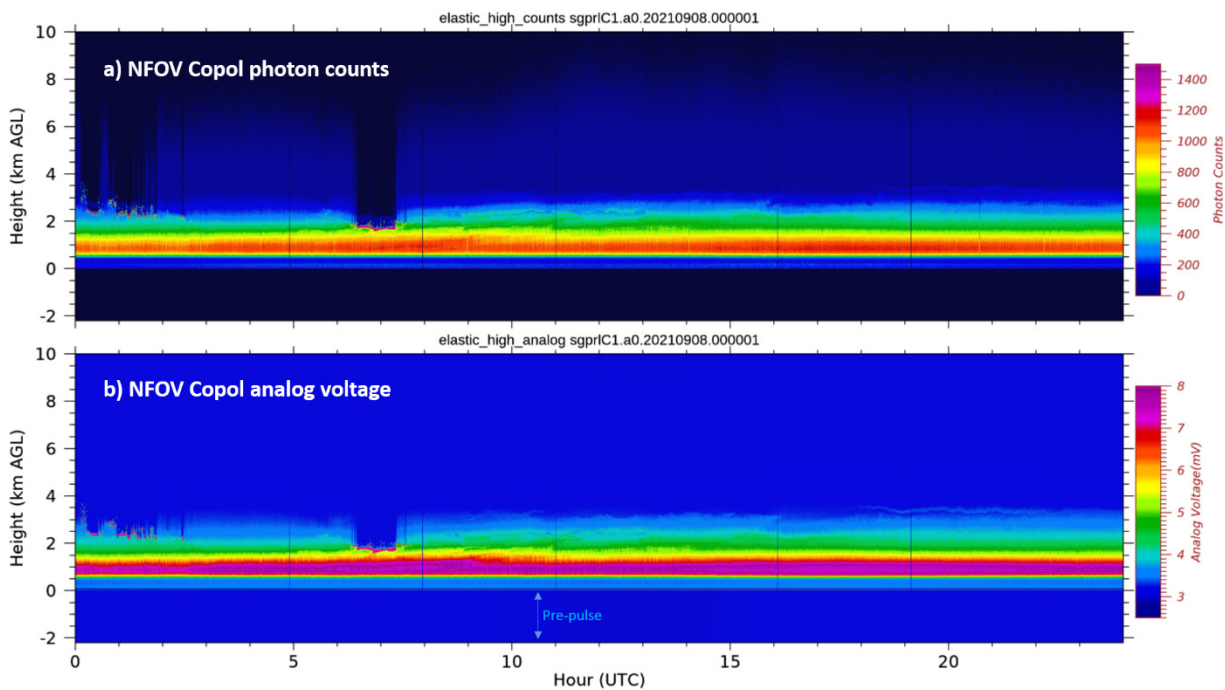 elastic_high_counts sgprlC1.a0.20210908.000001
10
8
6
4
2
0
-2
Height (km AGL)
a) NFOV Copol photon counts
1400
1200
1000
800
600
400
200
0
Photon Counts
elastic_high_analog sgprlC1.a0.20210908.000001
10
8
6
4
2
0
-2
Height (km AGL)
b) NFOV Copol analog voltage
Pre-pulse
8
7
6
5
4
3
Analog Voltage(mV)
0 5 10 15 20
Hour (UTC)